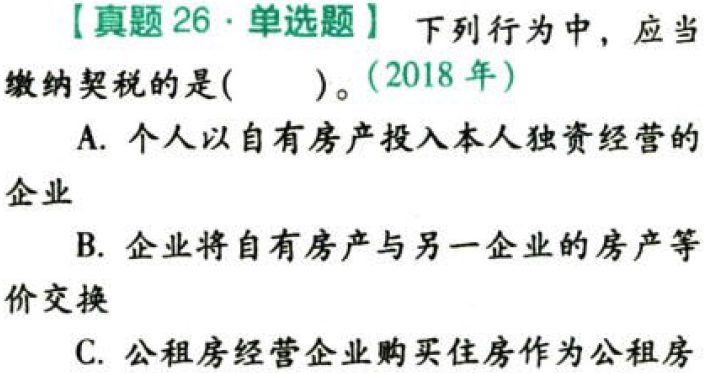 【真题 26·单选题】 下列行为中，应当
缴纳契税的是(　　)。（2018 年）
A. 个人以自有房产投入本人独资经营的
企业
B. 企业将自有房产与另一企业的房产等
价交换
C. 公租房经营企业购买住房作为公租房